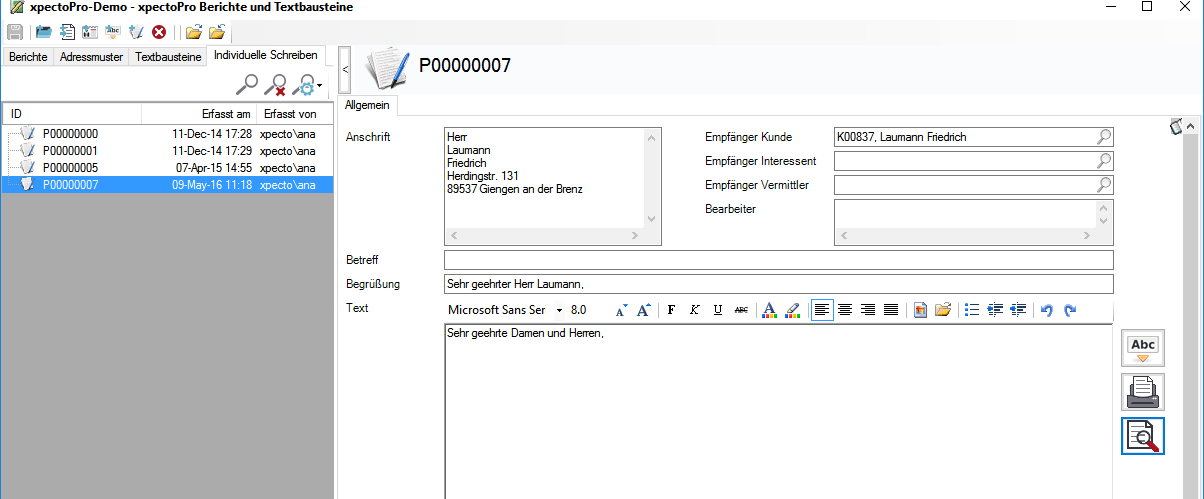 xpectoPro-Demo - xpectoPro Berichte und Textbausteine
Abc
Berichte Adressmuster Textbausteine Individuelle Schreiben
ID Erfasst am Erfasst von
P00000000 11-Dec-14 17:28 xpecto\ana
P00000001 11-Dec-14 17:29 xpecto\ana
P00000005 07-Apr-15 14:55 xpecto\ana
P00000007 09-May-16 11:18 xpecto\ana
< P00000007
Allgemein
Anschrift
Herr
Laumann
Friedrich
Herdingstr. 131
89537 Giengen an der Brenz
Empfänger Kunde K00837, Laumann Friedrich
Empfänger Interessent
Empfänger Vermittler
Bearbeiter
Betreff
Begrüßung Sehr geehrter Herr Laumann,
Text Microsoft Sans Ser 8.0 A A F K U ABC A
Sehr geehrte Damen und Herren,
Abc